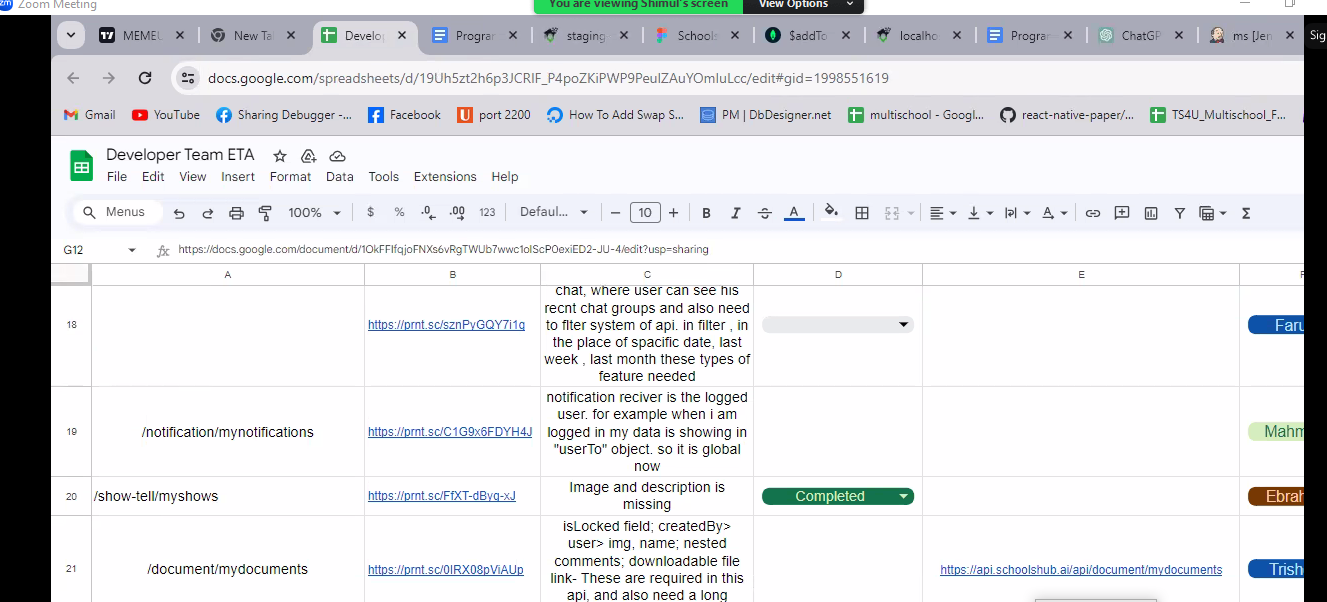 Zoom Meeting
You are viewing Shimul's screen
View Options
MEMEU
New Ta
Develop
Program
staging
Schools
$addTo
localho
Program
ChatGP
ms [Jen
Sig
docs.google.com/spreadsheets/d/19Uh5zt2h6p3JCRIF_P4poZKiPWP9PeulZAuYOmluLcc/edit#gid=1998551619
Gmail
YouTube
Sharing Debugger -...
Facebook
port 2200
How To Add Swap S...
PM | DbDesigner.net
multischool - Googl...
react-native-paper/...
TS4U_Multischool_F...
Developer Team ETA
File Edit View Insert Format Data Tools Extensions Help
Menus
100%
$ % .0 .00 123
Defaul...
10
B I A
G12
https://docs.google.com/document/d/1OkFFIfqjoFNXs6vRgTWUb7wwc1olScP0exiED2-JU-4/edit?usp=sharing
A B C D E F
18
https://prnt.sc/sznPyGQY7i1q
chat, where user can see his
recnt chat groups and also need
to flter system of api. in filter , in
the place of spacific date, last
week , last month these types of
feature needed
Faru
19
/notification/mynotifications
https://prnt.sc/C1G9x6FDYH4J
notification reciver is the logged
user. for example when i am
logged in my data is showing in
"userTo" object. so it is global
now
Mahm
20
/show-tell/myshows
https://prnt.sc/FfXT-dByq-xJ
Image and description is
missing
Completed
Ebrah
21
/document/mydocuments
https://prnt.sc/0IRX08pViAUp
isLocked field; createdBy>
user> img, name; nested
comments; downloadable file
link- These are required in this
api, and also need a long
https://api.schoolshub.ai/api/document/mydocuments
Trish